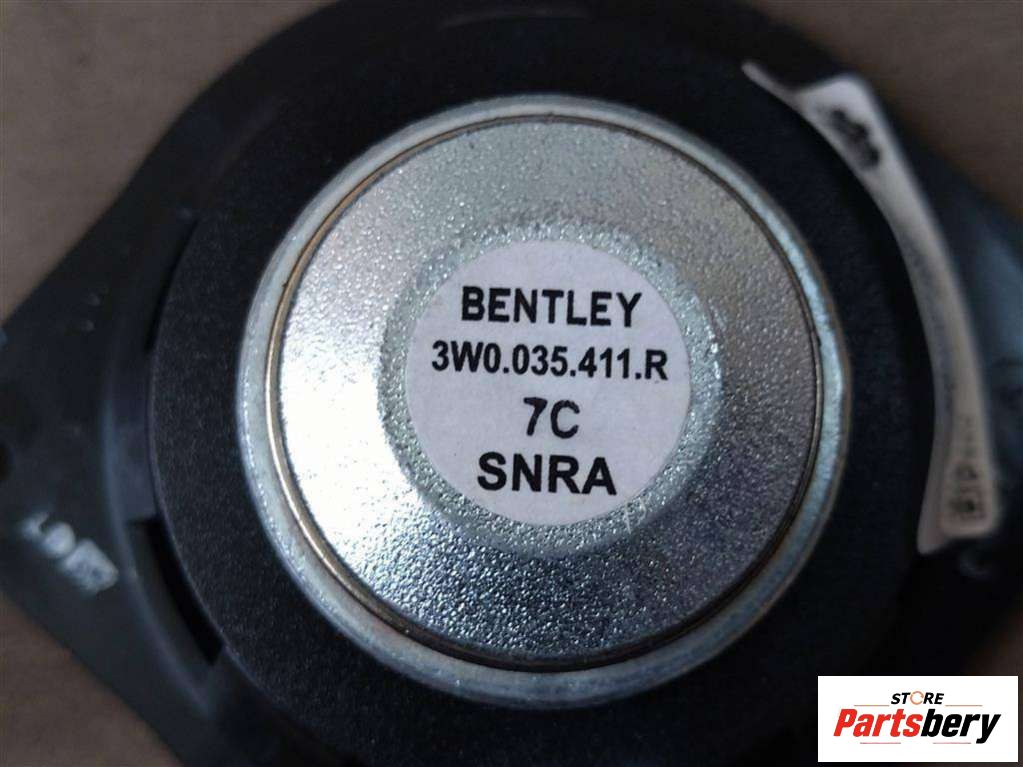 BENTLEY
3W0.035.411.R
7C
SNRA
STORE
Partsbery